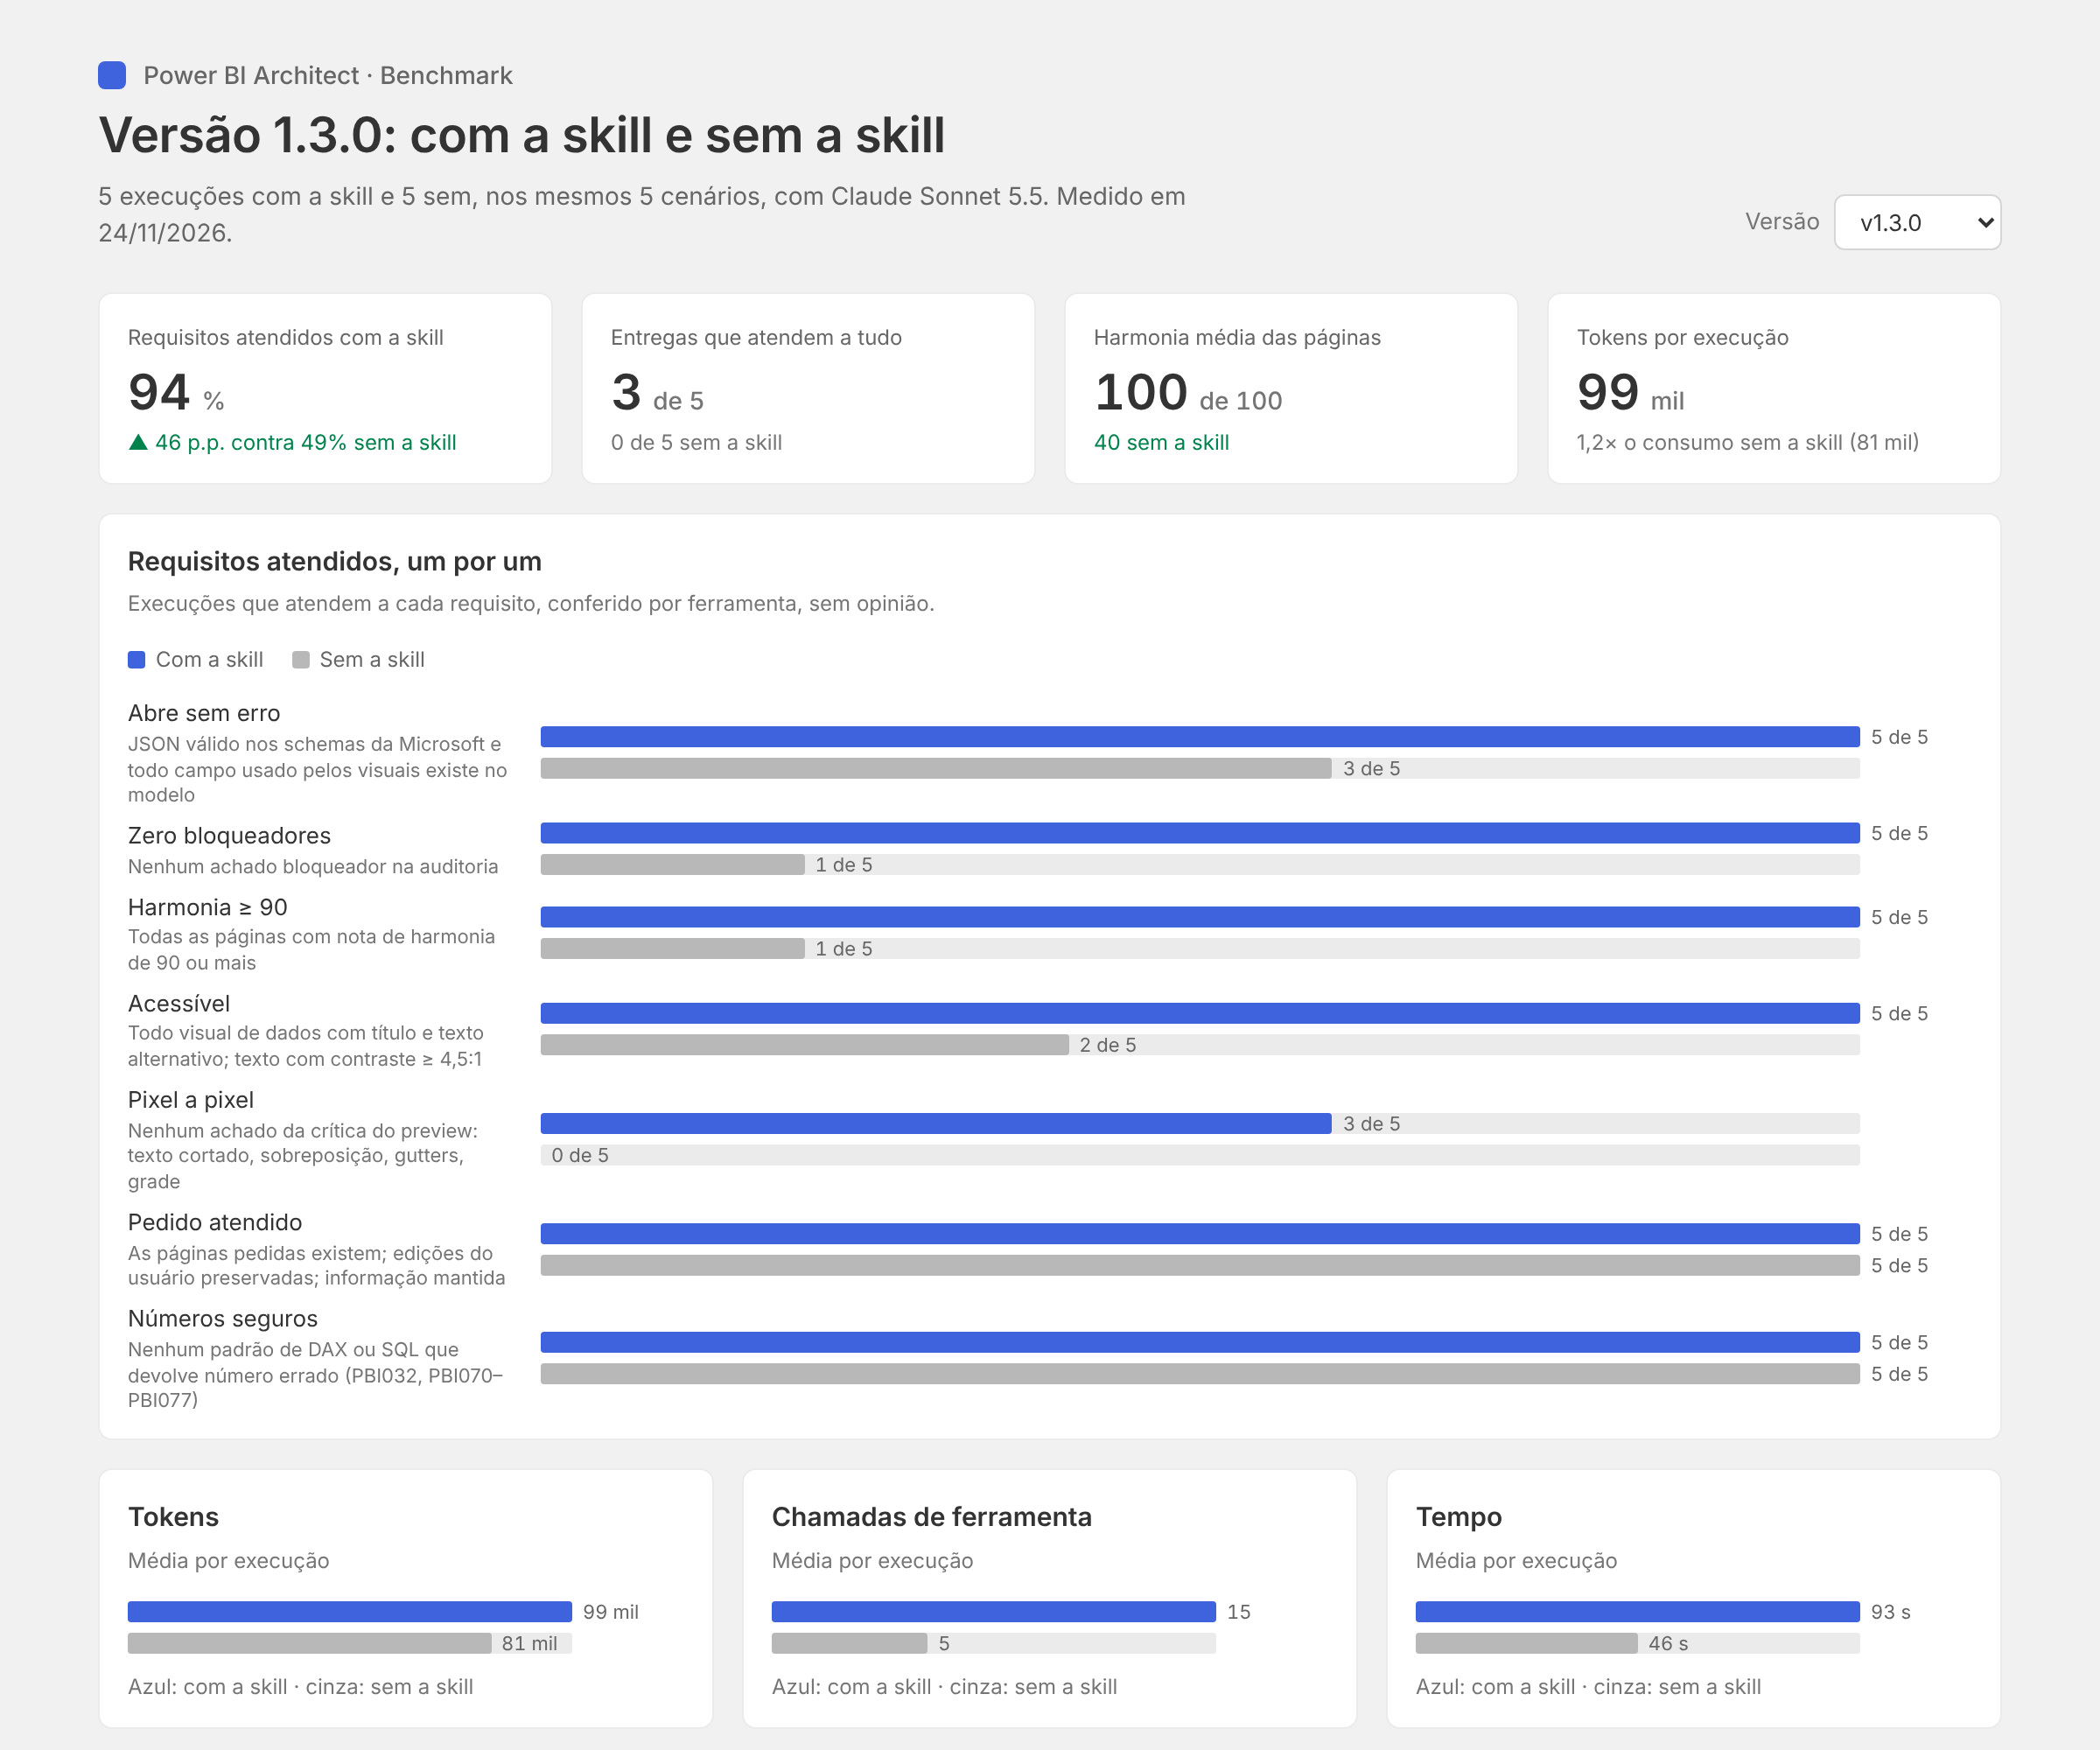 Power BI Architect · Benchmark
Versão 1.3.0: com a skill e sem a skill
5 execuções com a skill e 5 sem, nos mesmos 5 cenários, com Claude Sonnet 5.5. Medido em
24/11/2026.
Versão
v1.3.0
Requisitos atendidos com a skill
94 %
▲ 46 p.p. contra 49% sem a skill
Entregas que atendem a tudo
3 de 5
0 de 5 sem a skill
Harmonia média das páginas
100 de 100
40 sem a skill
Tokens por execução
99 mil
1,2× o consumo sem a skill (81 mil)
Requisitos atendidos, um por um
Execuções que atendem a cada requisito, conferido por ferramenta, sem opinião.
Com a skill
Sem a skill
Abre sem erro
JSON válido nos schemas da Microsoft e
todo campo usado pelos visuais existe no
modelo
5 de 5
3 de 5
Zero bloqueadores
Nenhum achado bloqueador na auditoria
5 de 5
1 de 5
Harmonia ≥ 90
Todas as páginas com nota de harmonia
de 90 ou mais
5 de 5
1 de 5
Acessível
Todo visual de dados com título e texto
alternativo; texto com contraste ≥ 4,5:1
5 de 5
2 de 5
Pixel a pixel
Nenhum achado da crítica do preview:
texto cortado, sobreposição, gutters,
grade
3 de 5
0 de 5
Pedido atendido
As páginas pedidas existem; edições do
usuário preservadas; informação mantida
5 de 5
5 de 5
Números seguros
Nenhum padrão de DAX ou SQL que
devolve número errado (PBI032, PBI070–
PBI077)
5 de 5
5 de 5
Tokens
Média por execução
99 mil
81 mil
Azul: com a skill · cinza: sem a skill
Chamadas de ferramenta
Média por execução
15
5
Azul: com a skill · cinza: sem a skill
Tempo
Média por execução
93 s
46 s
Azul: com a skill · cinza: sem a skill